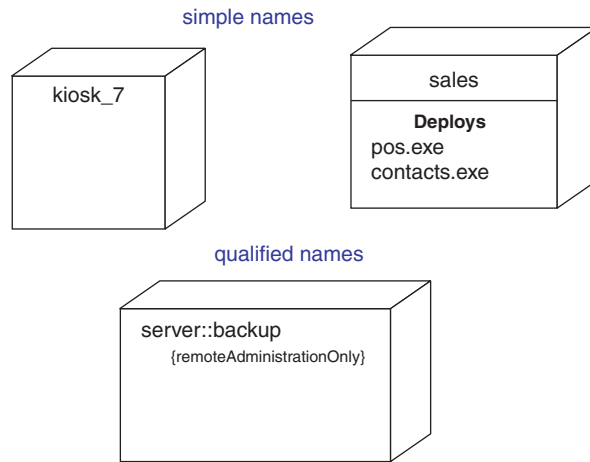 simple names
kiosk_7
sales
Deploys
pos.exe
contacts.exe
qualified names
server::backup
{remoteAdministrationOnly}